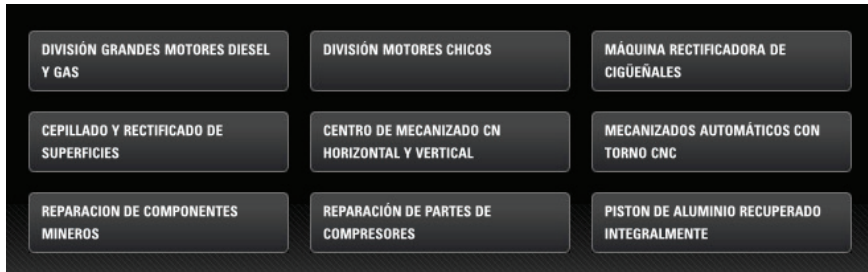 DIVISIÓN GRANDES MOTORES DIESEL
Y GAS
DIVISIÓN MOTORES CHICOS
MÁQUINA RECTIFICADORA DE
CIGÜEÑALES
CEPILLADO Y RECTIFICADO DE
SUPERFICIES
CENTRO DE MECANIZADO CN
HORIZONTAL Y VERTICAL
MECANIZADOS AUTOMÁTICOS CON
TORNO CNC
REPARACION DE COMPONENTES
MINEROS
REPARACIÓN DE PARTES DE
COMPRESORES
PISTON DE ALUMINIO RECUPERADO
INTEGRALMENTE